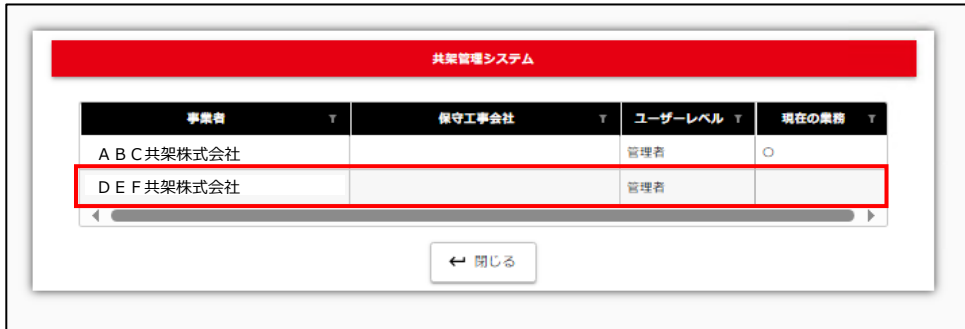 共架管理システム
事業者 保守工事会社 ユーザーレベル 現在の業務
ABC共架株式会社 管理者 ○
DEF共架株式会社 管理者
閉じる